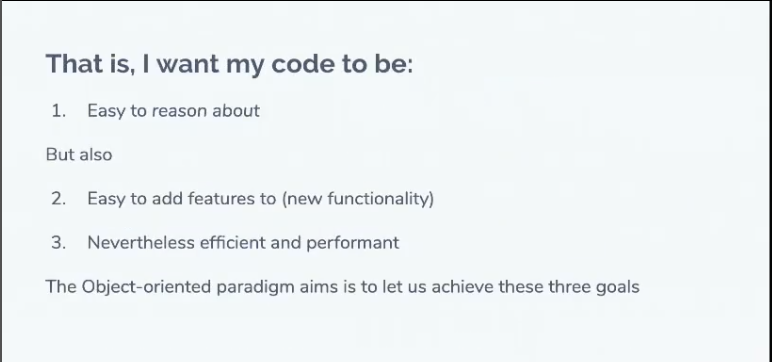 That is, I want my code to be:
1. Easy to reason about
But also
2. Easy to add features to (new functionality)
3. Nevertheless efficient and performant
The Object-oriented paradigm aims is to let us achieve these three goals